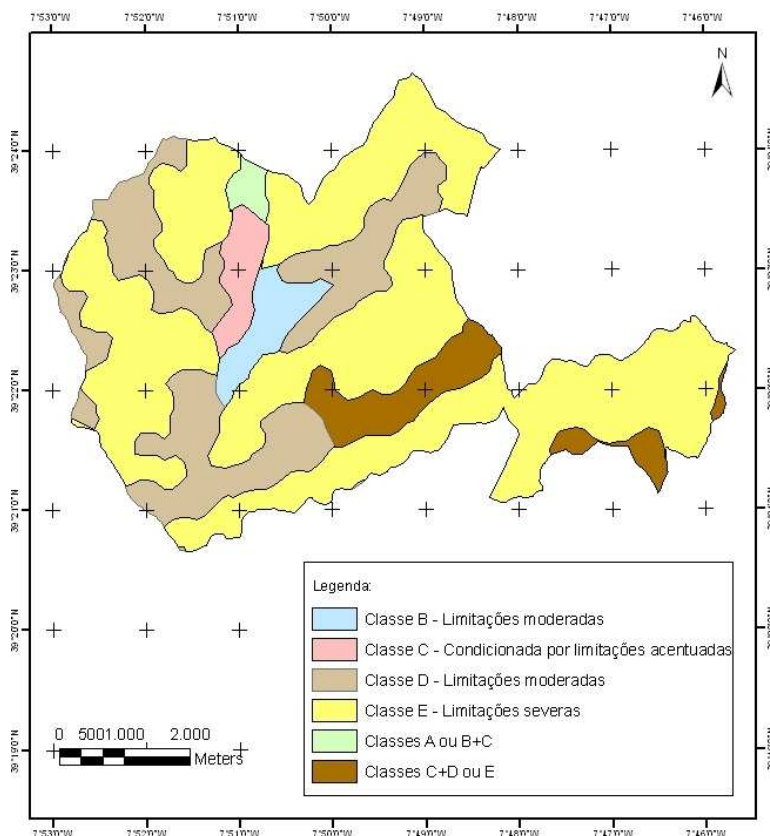 7°53'0"W 7°52'0"W 7°51'0"W 7°50'0"W 7°49'0"W 7°48'0"W 7°47'0"W 7°46'0"W
N
39°24'0"N
39°23'0"N
39°22'0"N
39°21'0"N
39°20'0"N
39°19'0"N
Legenda:
Classe B - Limitações moderadas
Classe C - Condicionada por limitações acentuadas
Classe D - Limitações moderadas
Classe E - Limitações severas
Classes A ou B+C
Classes C+D ou E
0 5001.000 2.000
Meters
7°53'0"W 7°52'0"W 7°51'0"W 7°50'0"W 7°49'0"W 7°48'0"W 7°47'0"W 7°46'0"W